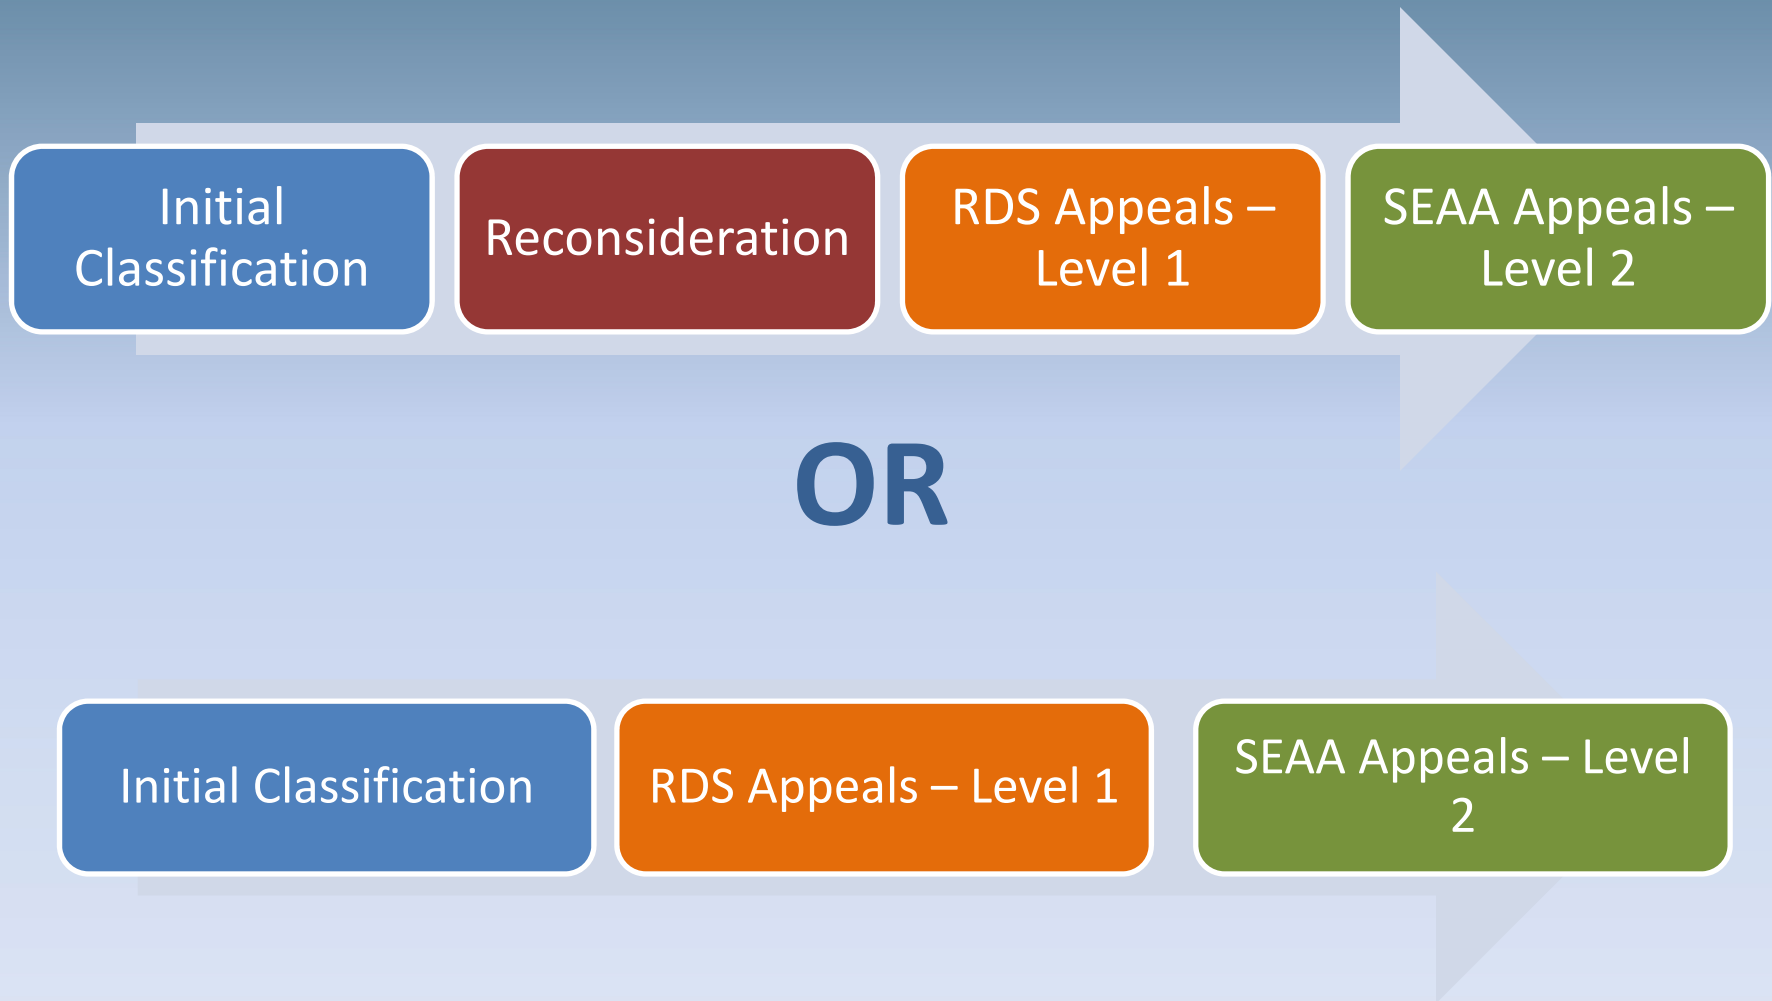 Initial
Classification
Reconsideration
RDS Appeals –
Level 1
SEAA Appeals –
Level 2
OR
Initial Classification
RDS Appeals – Level 1
SEAA Appeals – Level
2